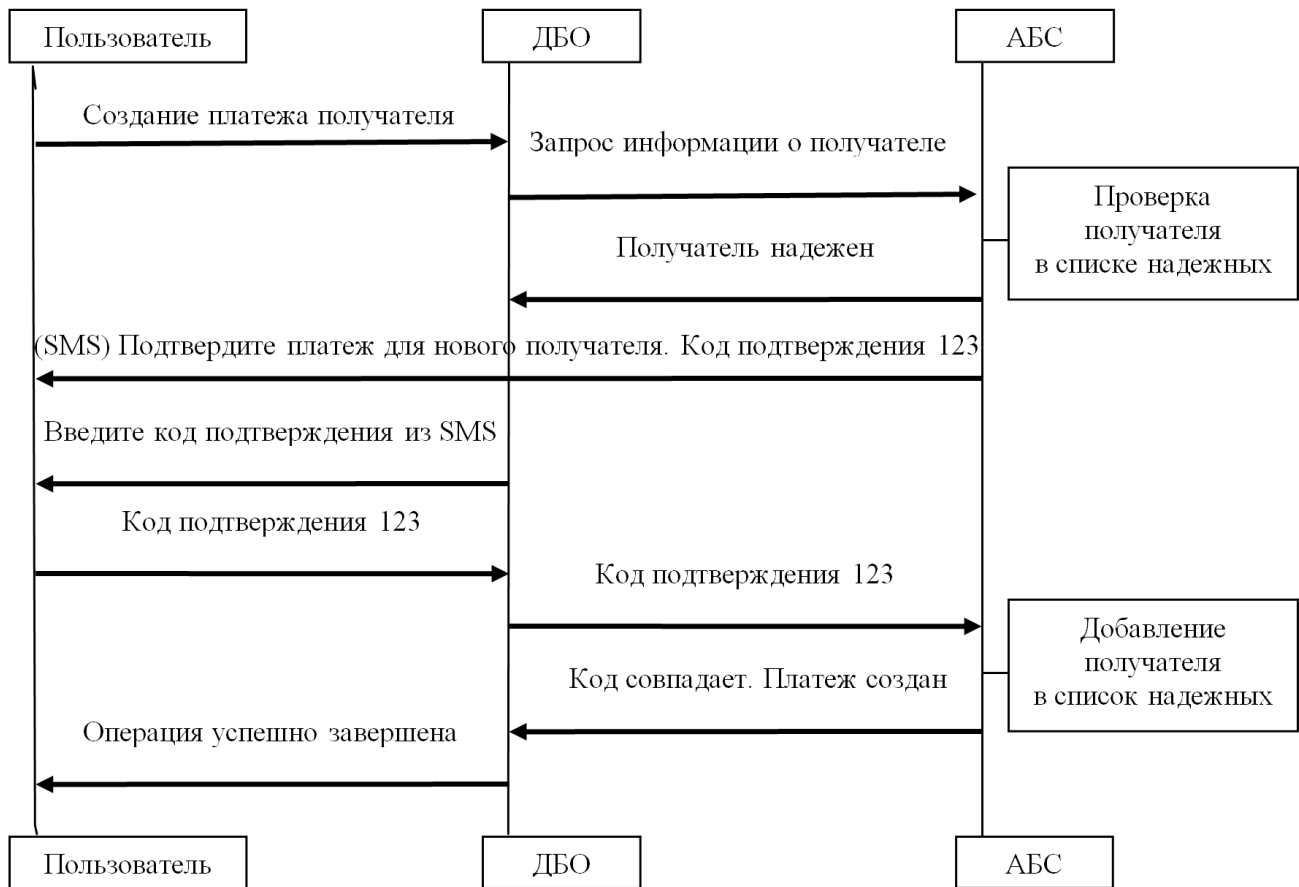 Пользователь
ДБО
АБС
Создание платежа получателя
Запрос информации о получателе
Проверка
получателя
в списке надежных
Получатель надежен
(SMS) Подтвердите платеж для нового получателя. Код подтверждения 123
Введите код подтверждения из SMS
Код подтверждения 123
Код подтверждения 123
Добавление
получателя
в список надежных
Код совпадает. Платеж создан
Операция успешно завершена
Пользователь
ДБО
АБС